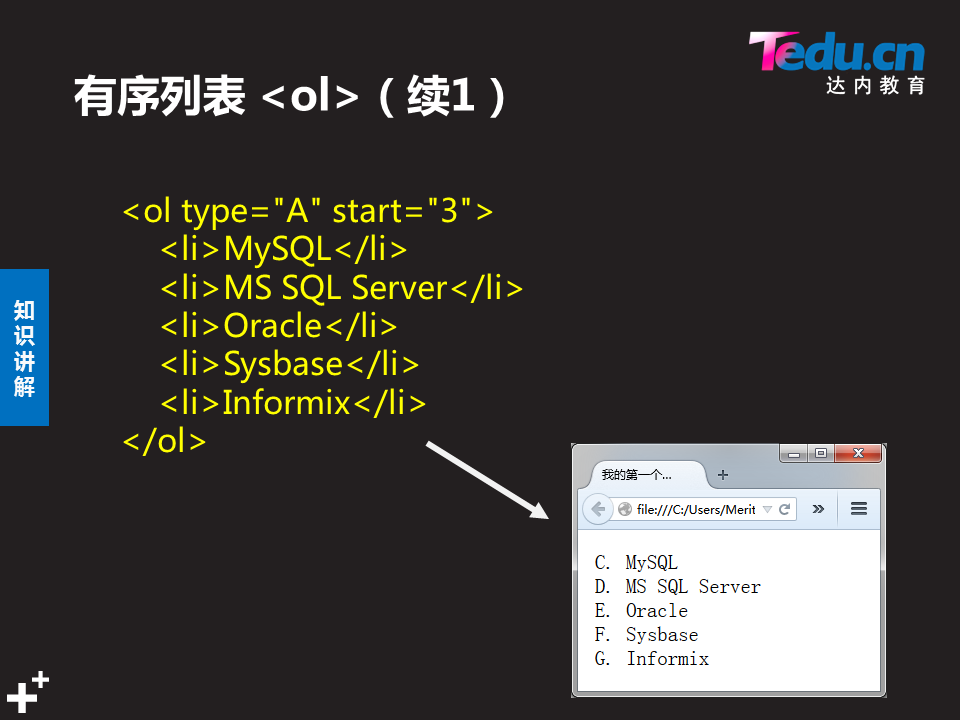 Tedu.cn
达内教育
有序列表 <ol>（续1）
<ol type="A" start="3">
<li>MySQL</li>
<li>MS SQL Server</li>
<li>Oracle</li>
<li>Sysbase</li>
<li>Informix</li>
</ol>
知识讲解
我的第一个...
file:///C:/Users/Merit
C. MySQL
D. MS SQL Server
E. Oracle
F. Sysbase
G. Informix